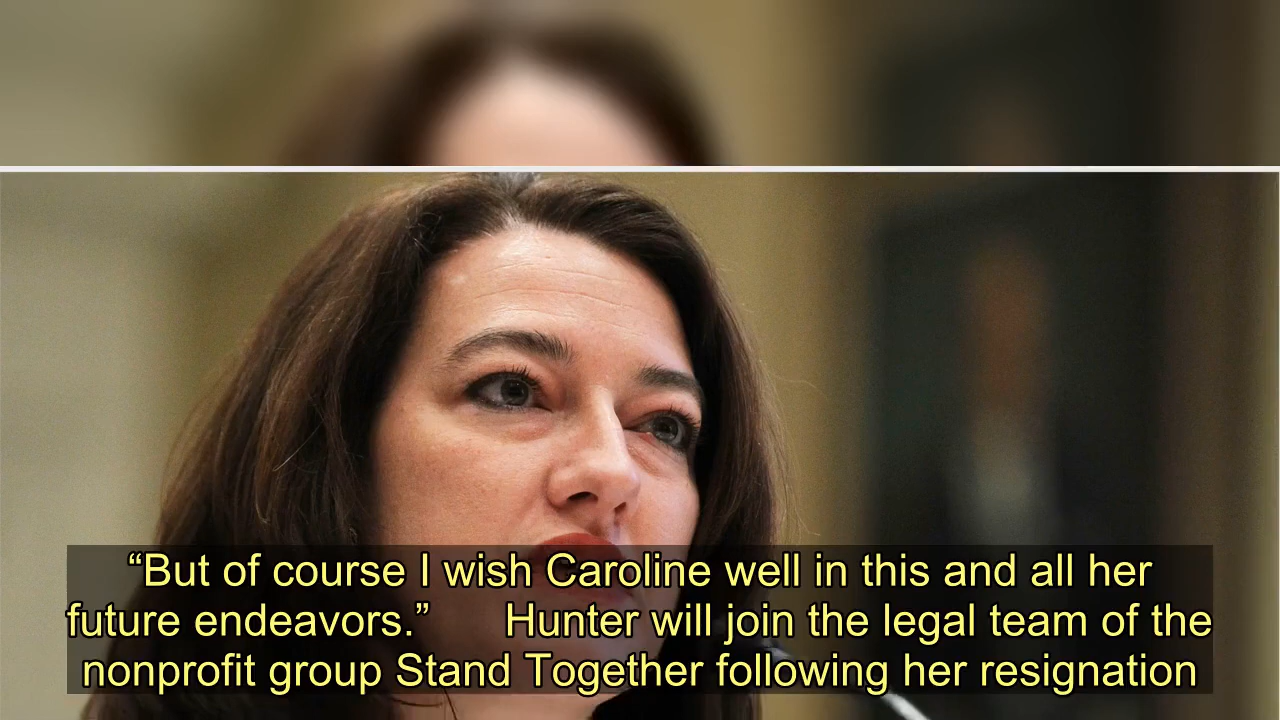 “But of course I wish Caroline well in this and all her
future endeavors.” Hunter will join the legal team of the
nonprofit group Stand Together following her resignation